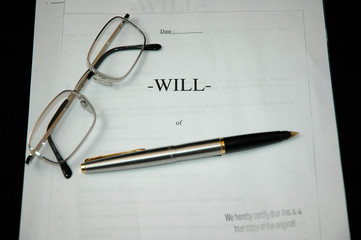 Date
-WILL-
of
We hereby certify that this is a
true copy of the original